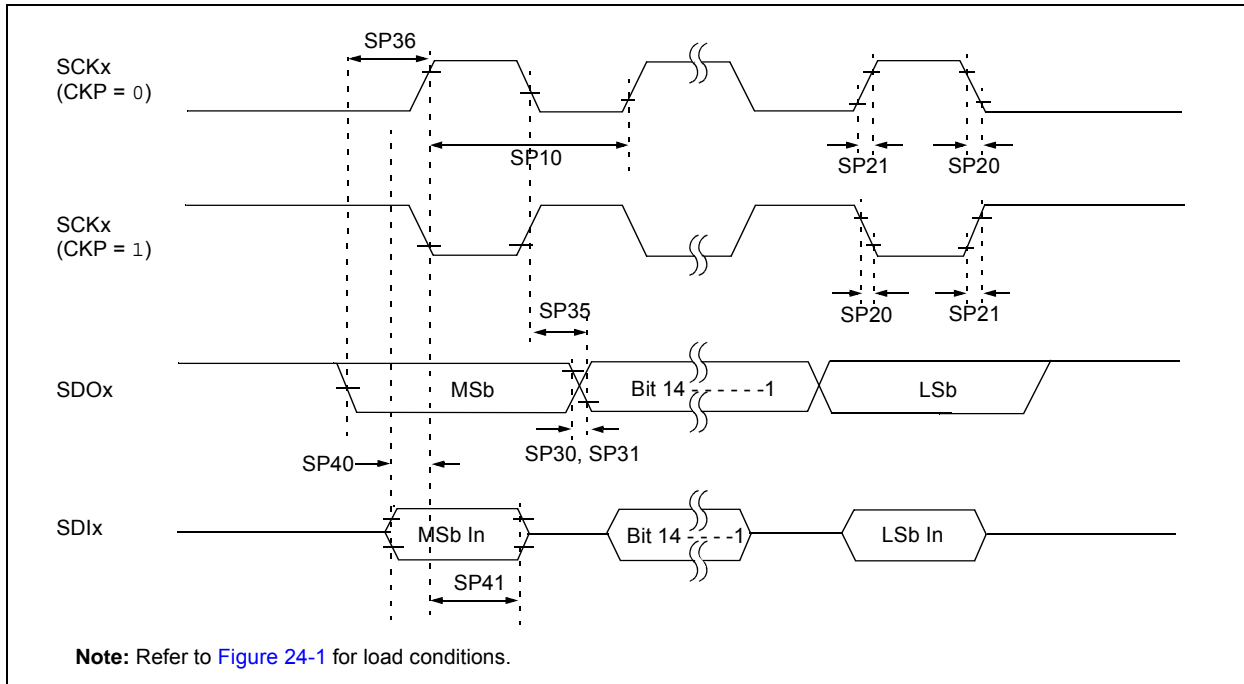 SP36
SCKx
(CKP = 0)
SP10
SP21
SP20
SCKx
(CKP = 1)
SP35
SP20
SP21
SDOx
MSb
Bit 14 - - - - - -1
LSb
SP30, SP31
SP40
SDIx
MSb In
Bit 14 - - - - -1
LSb In
SP41
Note: Refer to Figure 24-1 for load conditions.